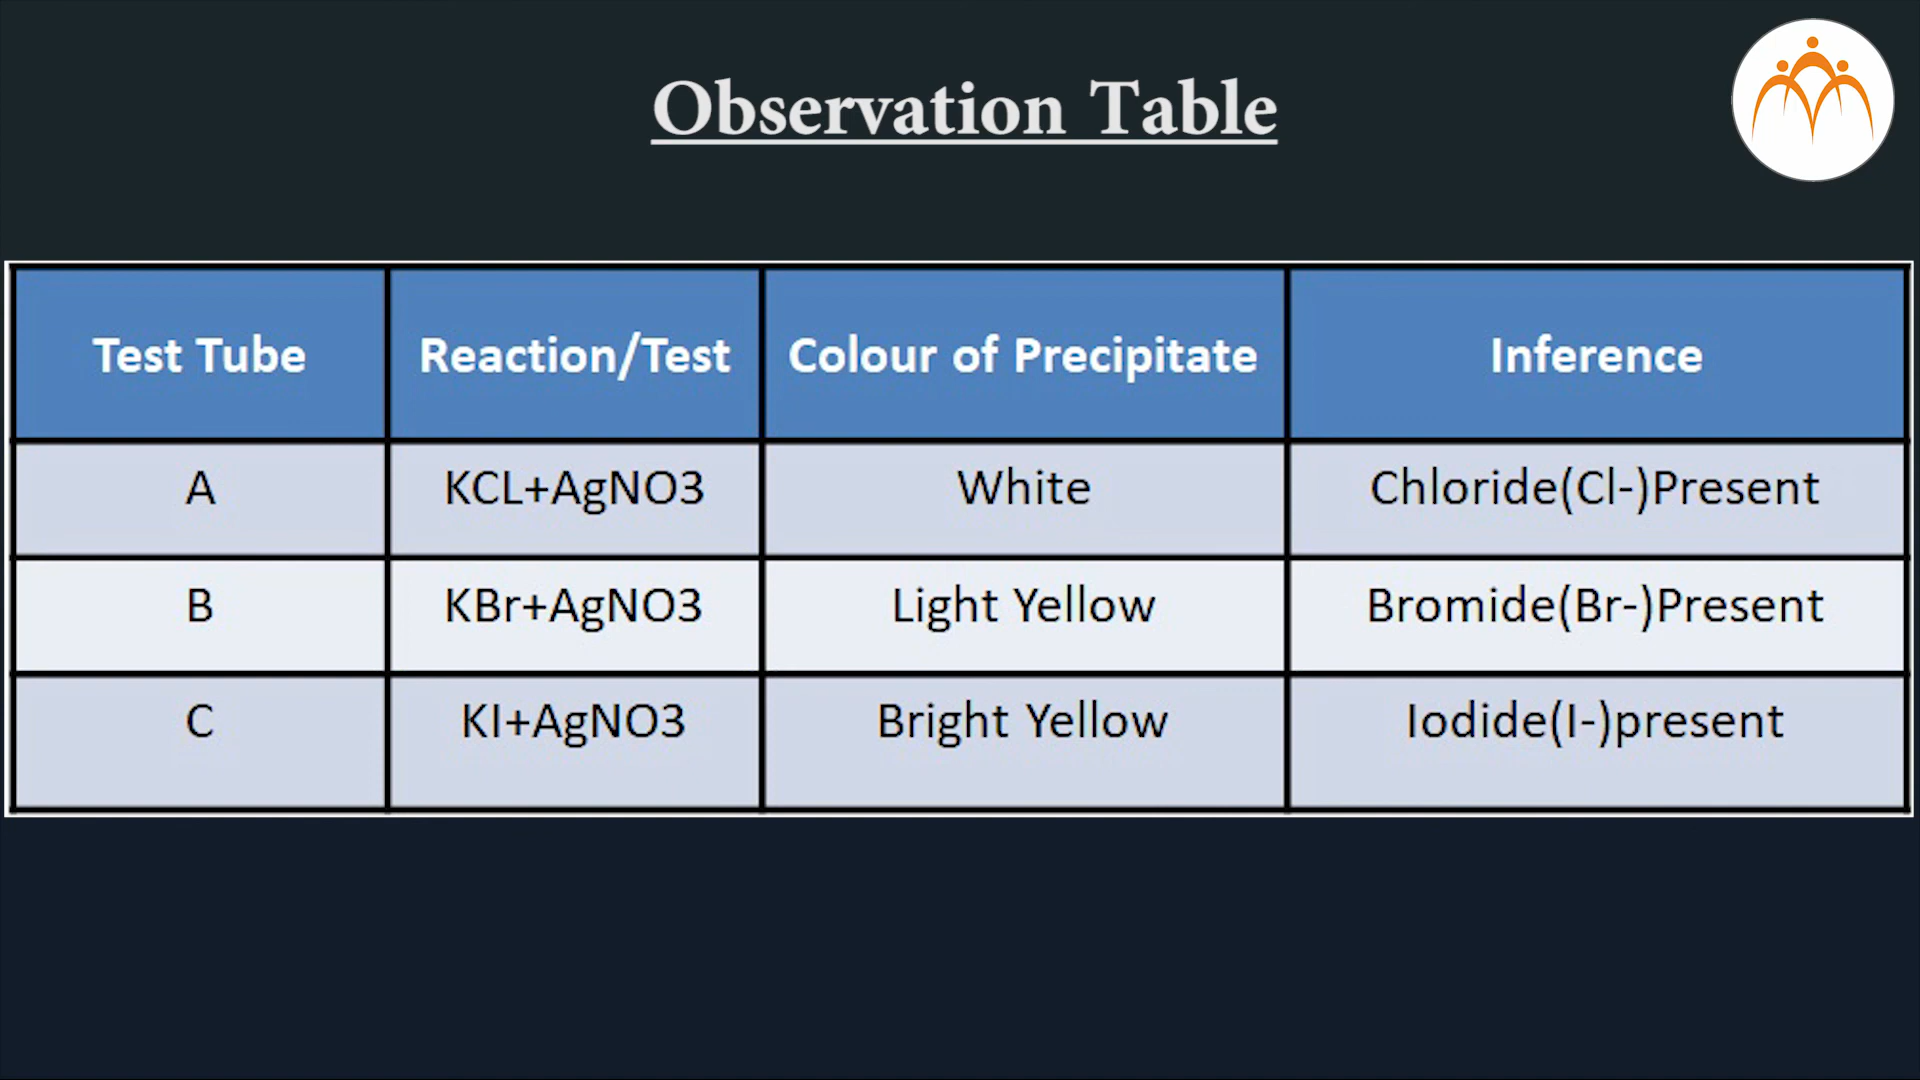 Observation Table
Test Tube Reaction/Test Colour of Precipitate Inference
A KCL+AgNO3 White Chloride(Cl-)Present
B KBr+AgNO3 Light Yellow Bromide(Br-)Present
C KI+AgNO3 Bright Yellow Iodide(I-)present